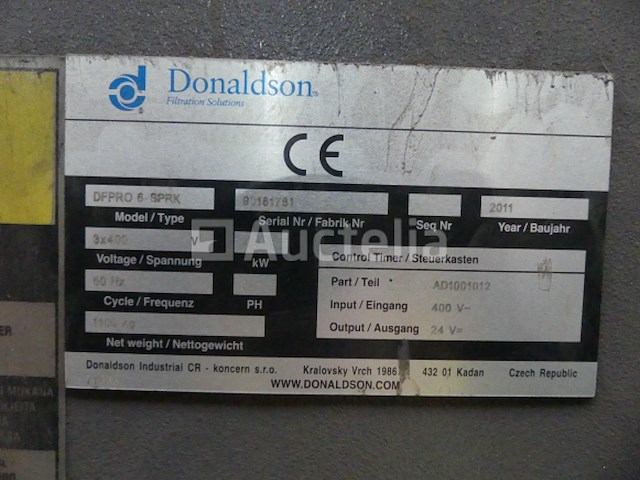 Donaldson®
Filtration Solutions
CE
DFPRO 6-SPRK
2011
Model / Type
Serial Nr / Fabrik Nr
Seq Nr
Year / Baujahr
3x400 V
Auctelia
Voltage / Spannung
kW
Control Timer / Steuerkasten
60 Hz
Part / Teil AD1001012
Cycle / Frequenz
PH
Input / Eingang 400 V~
Output / Ausgang 24 V=
Net weight / Nettogewicht
Donaldson Industrial CR - koncern s.r.o. Kralovsky Vrch 1986 432 01 Kadan Czech Republic
WWW.DONALDSON.COM